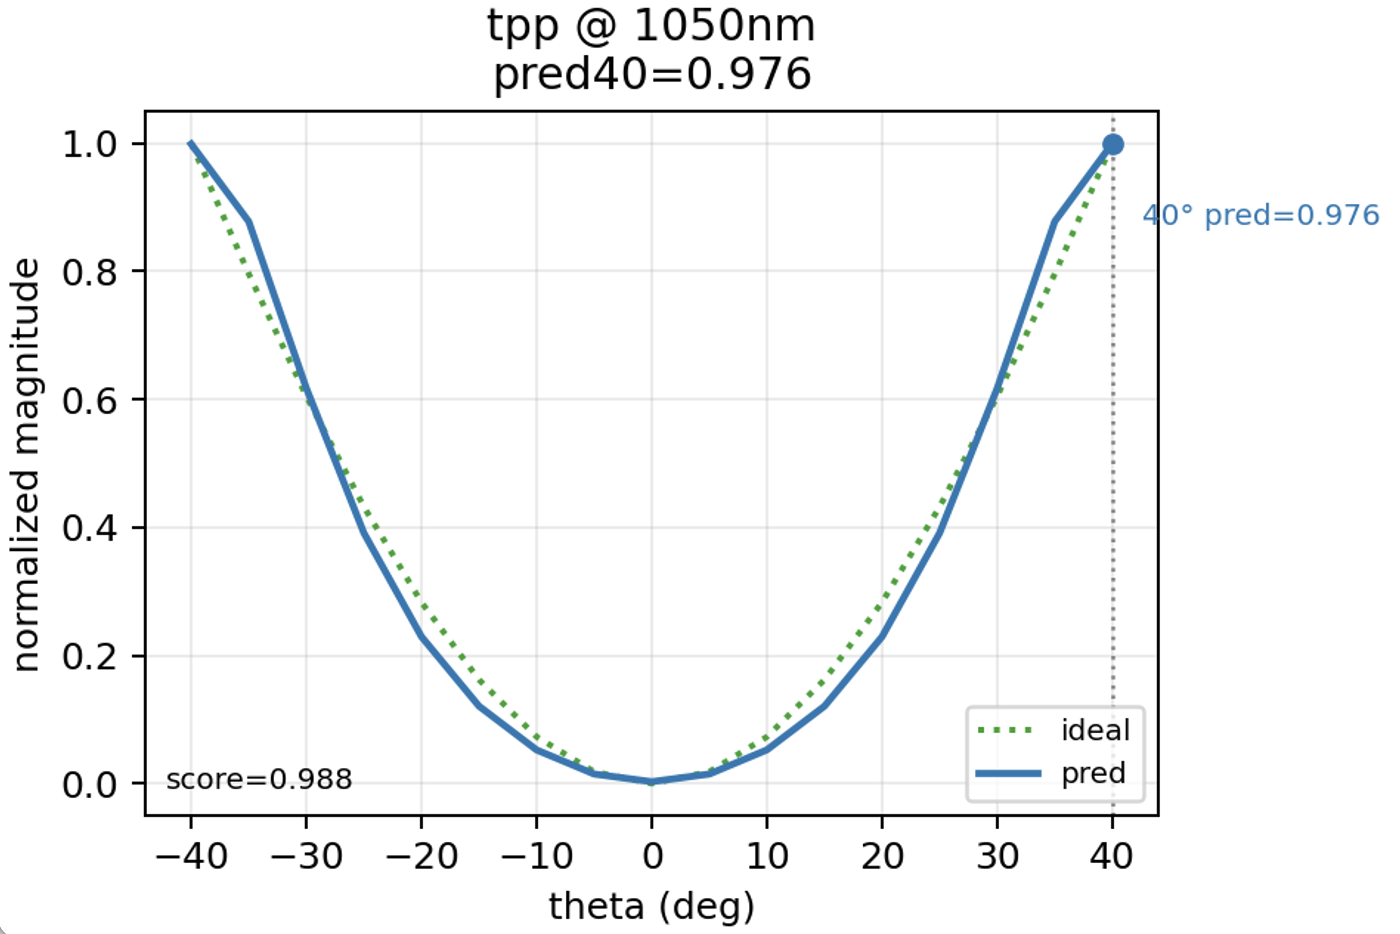 tpp @ 1050nm
pred40=0.976
normalized magnitude
1.0
0.8
0.6
0.4
0.2
0.0
40° pred=0.976
score=0.988
ideal
pred
−40 −30 −20 −10 0 10 20 30 40
theta (deg)